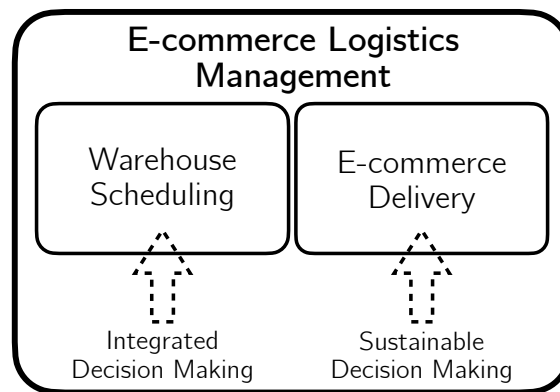 E-commerce Logistics
Management
Warehouse
Scheduling
E-commerce
Delivery
Integrated
Decision Making
Sustainable
Decision Making